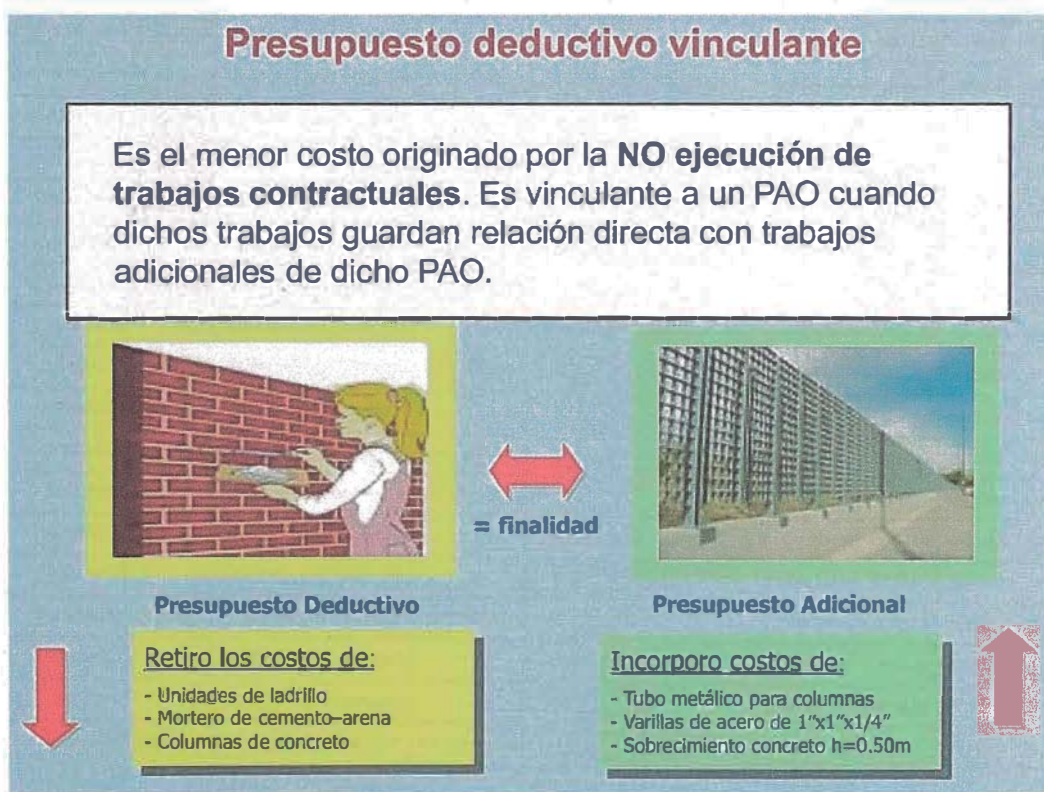 Presupuesto deductivo vinculante
Es el menor costo originado por la NO ejecución de
trabajos contractuales. Es vinculante a un PAO cuando
dichos trabajos guardan relación directa con trabajos
adicionales de dicho PAO.
= finalidad
Presupuesto Deductivo
Presupuesto Adicional
Retiro los costos de:
- Unidades de ladrillo
- Mortero de cemento–arena
- Columnas de concreto
Incorporo costos de:
- Tubo metálico para columnas
- Varillas de acero de 1"x1"x1/4"
- Sobrecimiento concreto h=0.50m